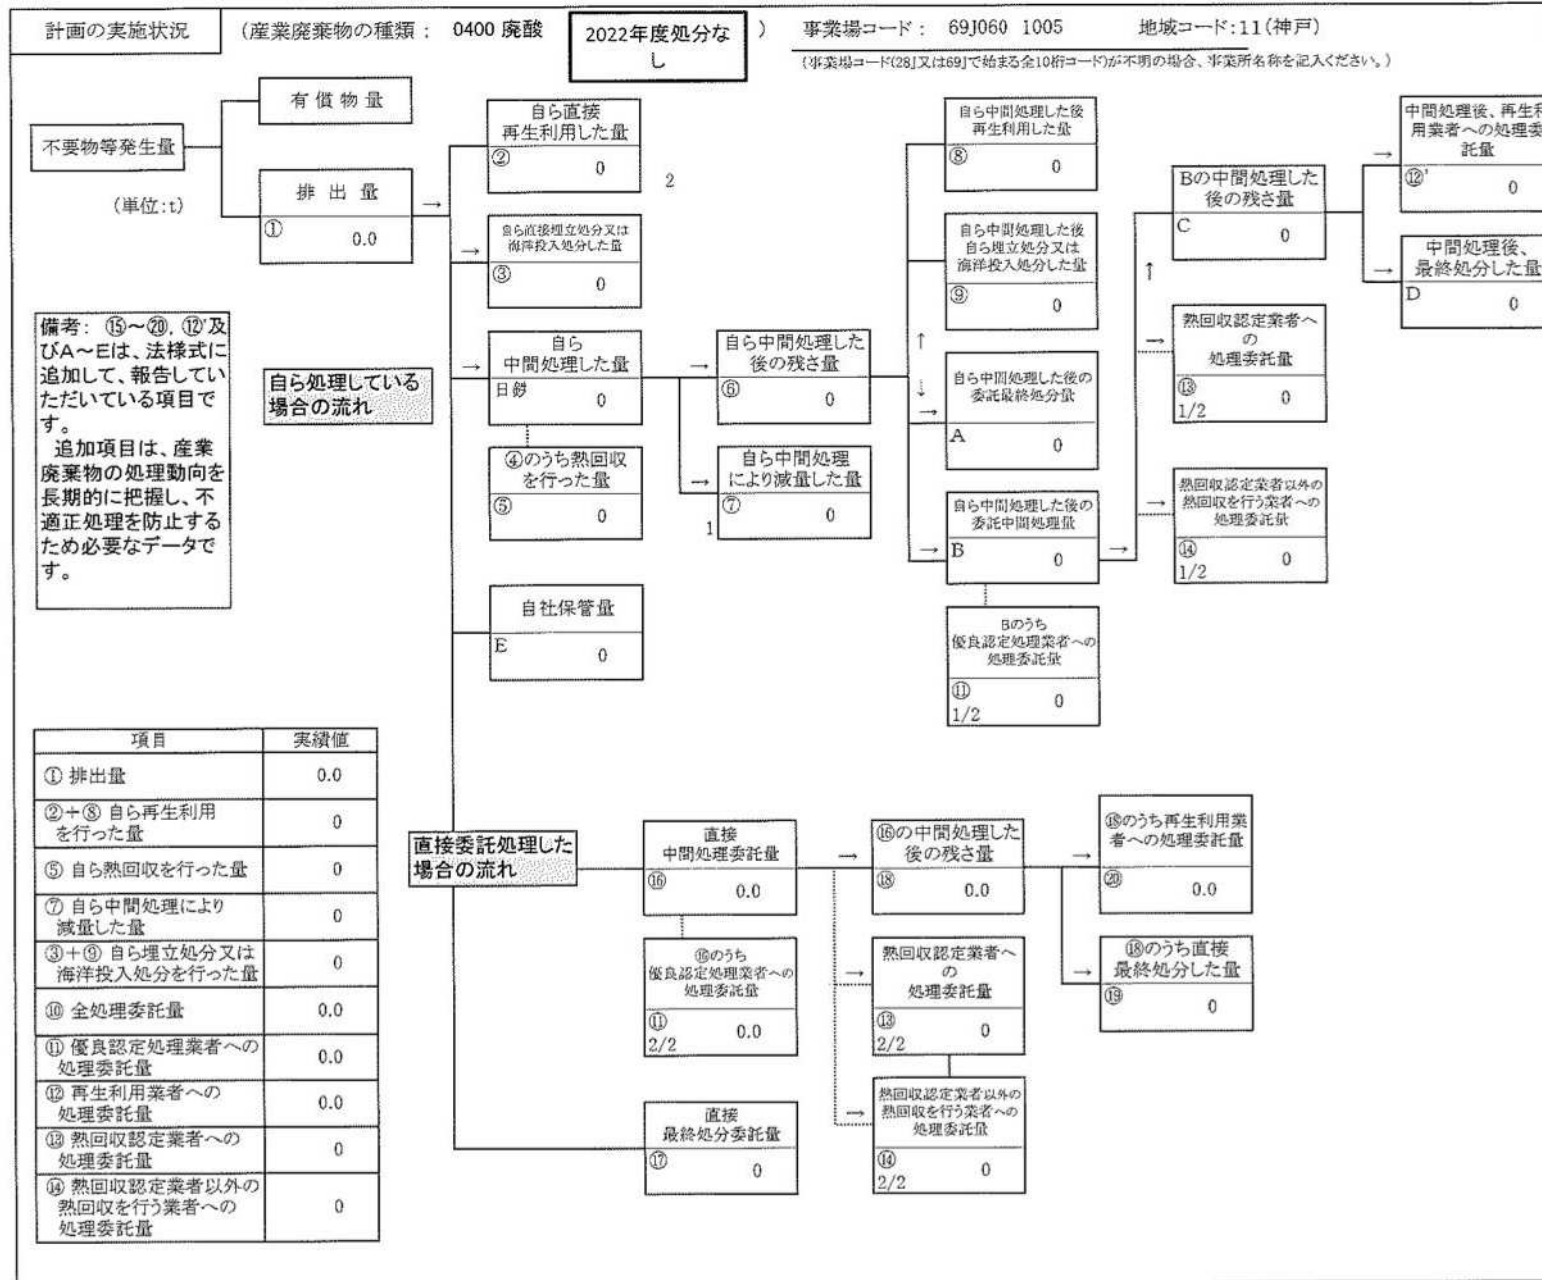 計画の実施状況
（産業廃棄物の種類： 0400 廃酸
2022年度処分な
し
）
事業場コード： 69J060 1005 地域コード：11(神戸)
（事業場コード(28」又は69」で始まる全10桁コード)が不明の場合、事業所名称を記入ください。）
不要物等発生量
（単位：t）
有償物量
排出量
① 0.0
→
自ら直接
再生利用した量
② 0
2
→
自ら直接埋立処分又は
海洋投入処分した量
③ 0
→
自ら
中間処理した量
日鉄 0
④のうち熱回収
を行った量
⑤ 0
自社保管量
E 0
→
自ら中間処理した
後の残さ量
⑥ 0
→
自ら中間処理
により減量した量
⑦ 0
1
自ら中間処理した後
再生利用した量
⑧ 0
自ら中間処理した後
自ら埋立処分又は
海洋投入処分した量
⑨ 0
↑
↓
→
自ら中間処理した後の
委託最終処分量
A 0
→
自ら中間処理した後の
委託中間処理量
B 0
→
Bのうち
優良認定処理業者への
処理委託量
⑪ 0
1/2
↑
Bの中間処理した
後の残さ量
C 0
→
熱回収認定業者へ
の
処理委託量
⑬ 0
1/2
→
熱回収認定業者以外の
熱回収を行う業者への
処理委託量
⑭ 0
1/2
→
中間処理後、再生利
用業者への処理委
託量
⑫' 0
→
中間処理後、
最終処分した量
D 0
備考： ⑮～⑳, ⑫'及
びA～Eは、法様式に
追加して、報告してい
ただいている項目で
す。
追加項目は、産業
廃棄物の処理動向を
長期的に把握し、不
適正処理を防止する
ため必要なデータで
す。
自ら処理している
場合の流れ
項目 実績値
① 排出量 0.0
②＋⑧ 自ら再生利用
を行った量 0
⑤ 自ら熱回収を行った量 0
⑦ 自ら中間処理により
減量した量 0
③＋⑨ 自ら埋立処分又は
海洋投入処分を行った量 0
⑩ 全処理委託量 0.0
⑪ 優良認定処理業者への
処理委託量 0.0
⑫ 再生利用業者への
処理委託量 0.0
⑬ 熱回収認定業者への
処理委託量 0
⑭ 熱回収認定業者以外の
熱回収を行う業者への
処理委託量 0
直接委託処理した
場合の流れ
直接
中間処理委託量
⑯ 0.0
⑯のうち
優良認定処理業者への
処理委託量
⑪ 0.0
2/2
直接
最終処分委託量
⑰ 0
→
⑯の中間処理した
後の残さ量
⑱ 0.0
→
熱回収認定業者へ
の
処理委託量
⑬ 0
2/2
→
熱回収認定業者以外の
熱回収を行う業者への
処理委託量
⑭ 0
2/2
→
⑱のうち再生利用業
者への処理委託量
⑳ 0.0
→
⑱のうち直接
最終処分した量
⑲ 0